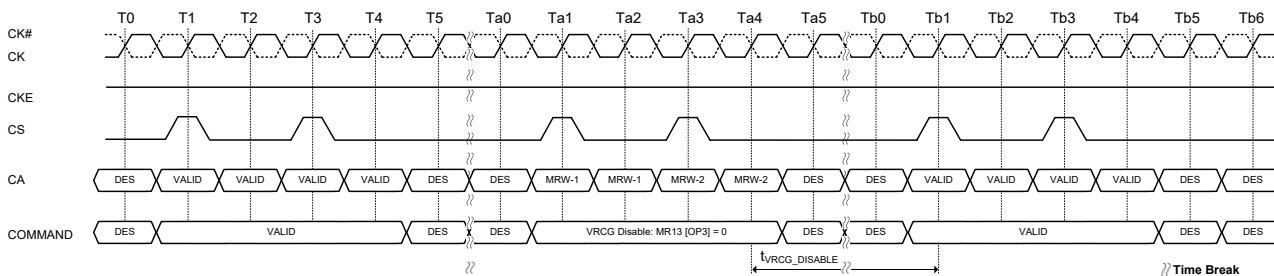 T0 T1 T2 T3 T4 T5 Ta0 Ta1 Ta2 Ta3 Ta4 Ta5 Tb0 Tb1 Tb2 Tb3 Tb4 Tb5 Tb6
CK#
CK
CKE
CS
CA DES VALID VALID VALID VALID DES DES MRW-1 MRW-1 MRW-2 MRW-2 DES DES VALID VALID VALID VALID DES DES
COMMAND DES VALID DES DES VRCG Disable: MR13 [OP3] = 0 DES DES VALID DES DES
tVRCG_DISABLE
Time Break